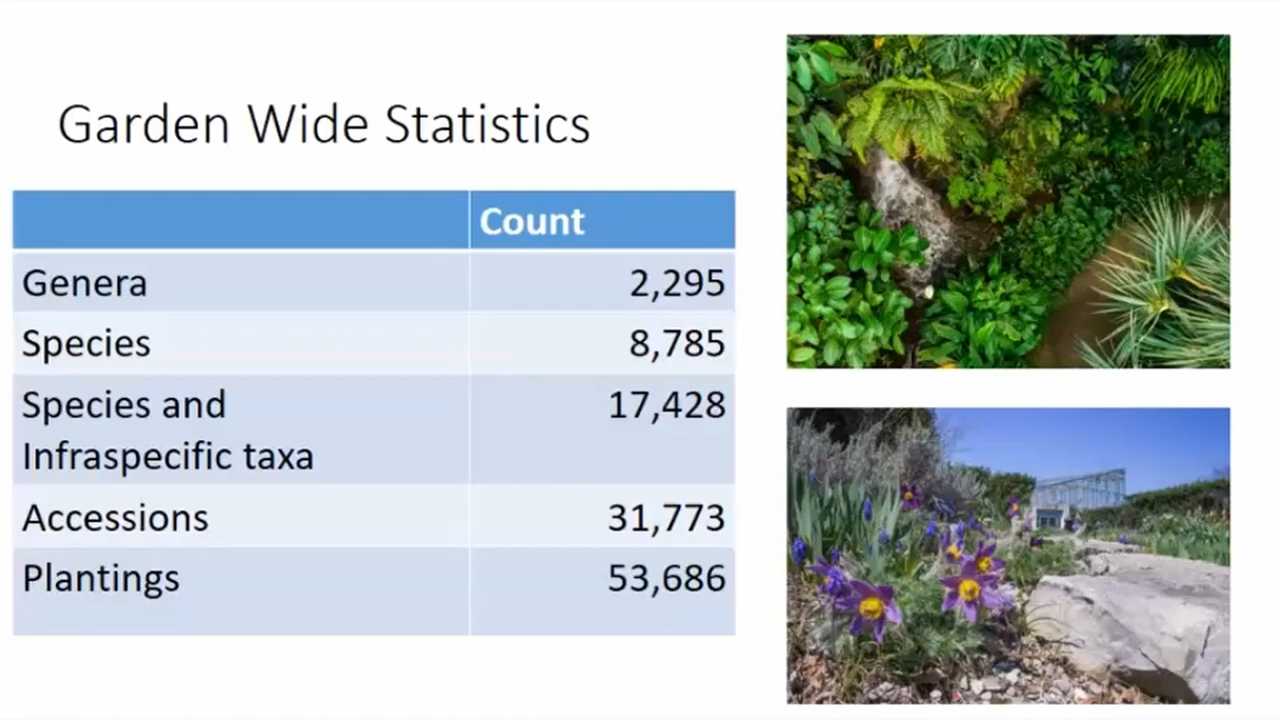 Garden Wide Statistics
Count
Genera 2,295
Species 8,785
Species and 17,428
Infraspecific taxa
Accessions 31,773
Plantings 53,686